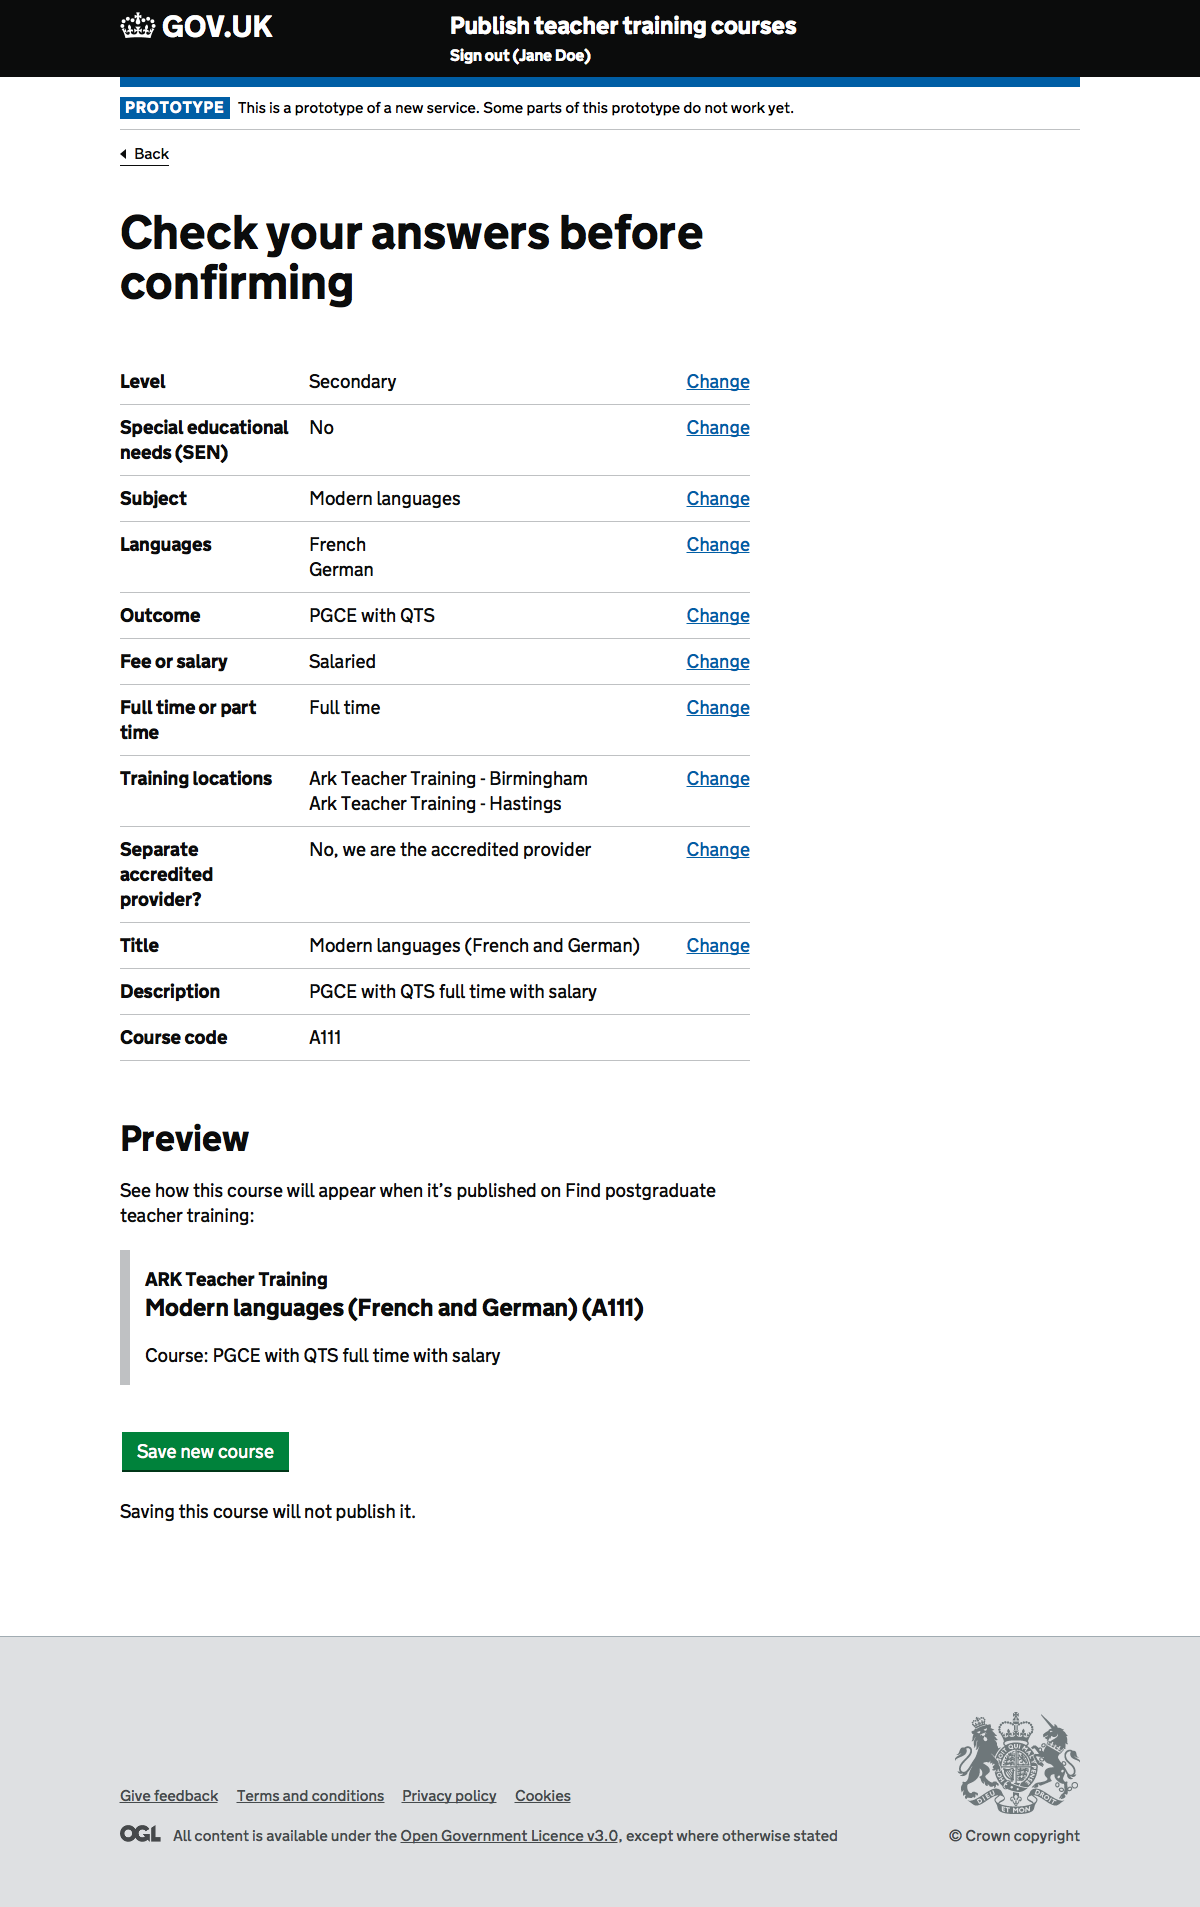 GOV.UK
Publish teacher training courses
Sign out (Jane Doe)
PROTOTYPE This is a prototype of a new service. Some parts of this prototype do not work yet.
Back
Check your answers before
confirming
Level Secondary Change
Special educational No Change
needs (SEN)
Subject Modern languages Change
Languages French Change
German
Outcome PGCE with QTS Change
Fee or salary Salaried Change
Full time or part Full time Change
time
Training locations Ark Teacher Training - Birmingham Change
Ark Teacher Training - Hastings
Separate No, we are the accredited provider Change
accredited
provider?
Title Modern languages (French and German) Change
Description PGCE with QTS full time with salary
Course code A111
Preview
See how this course will appear when it’s published on Find postgraduate
teacher training:
ARK Teacher Training
Modern languages (French and German) (A111)
Course: PGCE with QTS full time with salary
Save new course
Saving this course will not publish it.
Give feedback Terms and conditions Privacy policy Cookies
OGL All content is available under the Open Government Licence v3.0, except where otherwise stated
DIEU ET MON DROIT
© Crown copyright